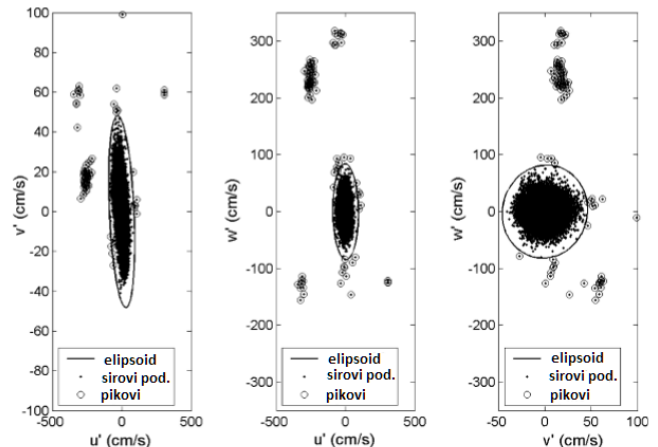 100
80
60
40
20
0
-20
-40
-60
-80
-100
v' (cm/s)
elipsoid
sirovi pod.
pikovi
-500
0
500
u' (cm/s)
300
200
100
0
-100
-200
-300
w' (cm/s)
elipsoid
sirovi pod.
pikovi
-500
0
500
u' (cm/s)
300
200
100
0
-100
-200
-300
w' (cm/s)
elipsoid
sirovi pod.
pikovi
-50
0
50
100
v' (cm/s)